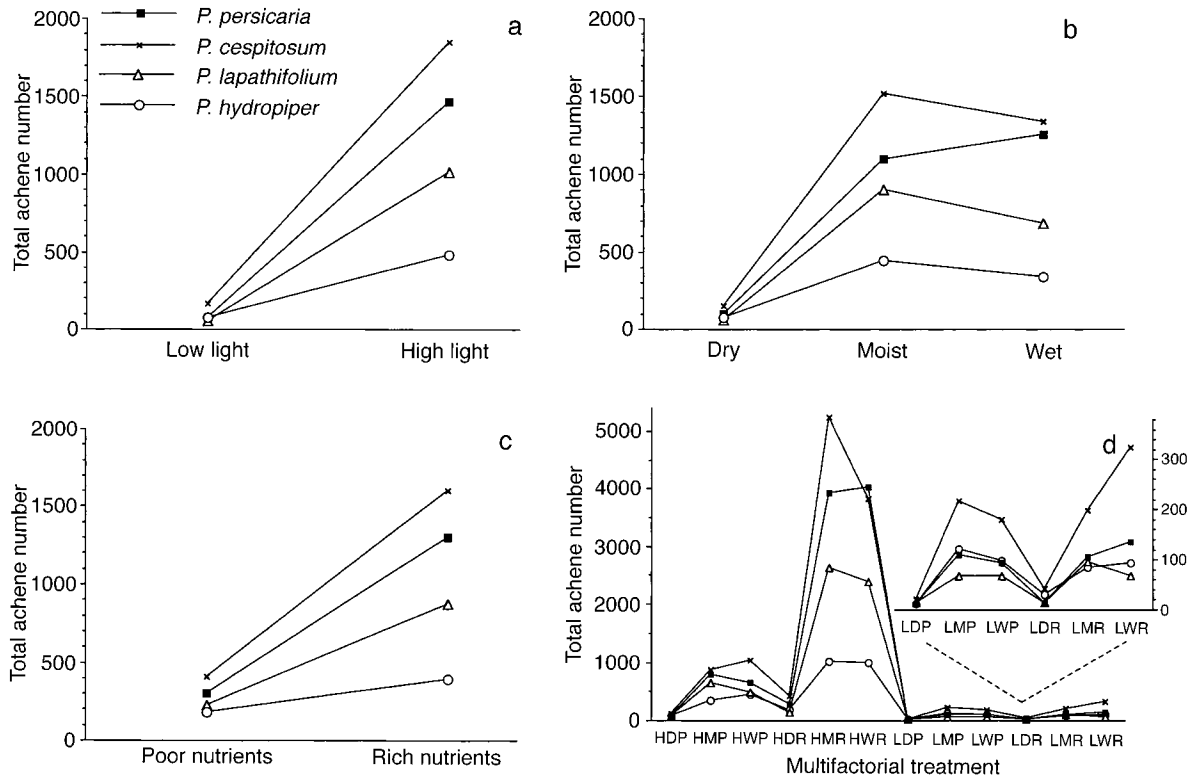 P. persicaria
P. cespitosum
P. lapathifolium
P. hydropiper
a
2000
1500
1000
500
0
Total achene number
Low light
High light
b
2000
1500
1000
500
0
Total achene number
Dry
Moist
Wet
c
2000
1500
1000
500
0
Total achene number
Poor nutrients
Rich nutrients
d
5000
4000
3000
2000
1000
0
Total achene number
300
200
100
0
LDP LMP LWP LDR LMR LWR
HDP HMP HWP HDR HMR HWR LDP LMP LWP LDR LMR LWR
Multifactorial treatment